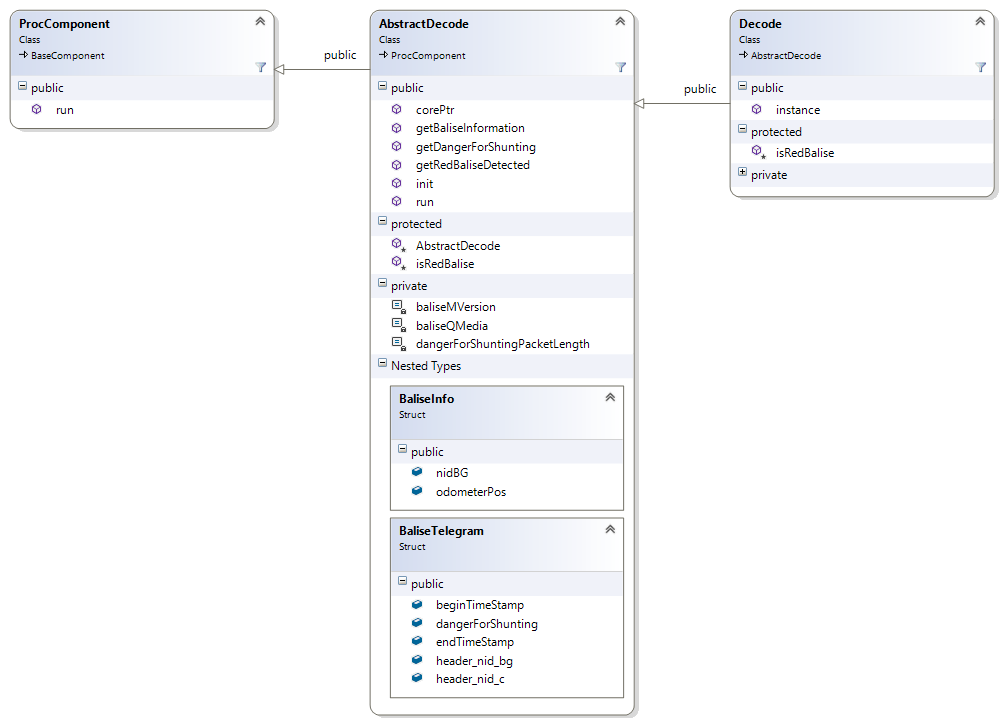 ProcComponent
Class
BaseComponent
public
run
public
AbstractDecode
Class
ProcComponent
public
corePtr
getBaliseInformation
getDangerForShunting
getRedBaliseDetected
init
run
protected
AbstractDecode
isRedBalise
private
baliseMVersion
baliseQMedia
dangerForShuntingPacketLength
Nested Types
BaliseInfo
Struct
public
nidBG
odometerPos
BaliseTelegram
Struct
public
beginTimeStamp
dangerForShunting
endTimeStamp
header_nid_bg
header_nid_c
public
Decode
Class
AbstractDecode
public
instance
protected
isRedBalise
private